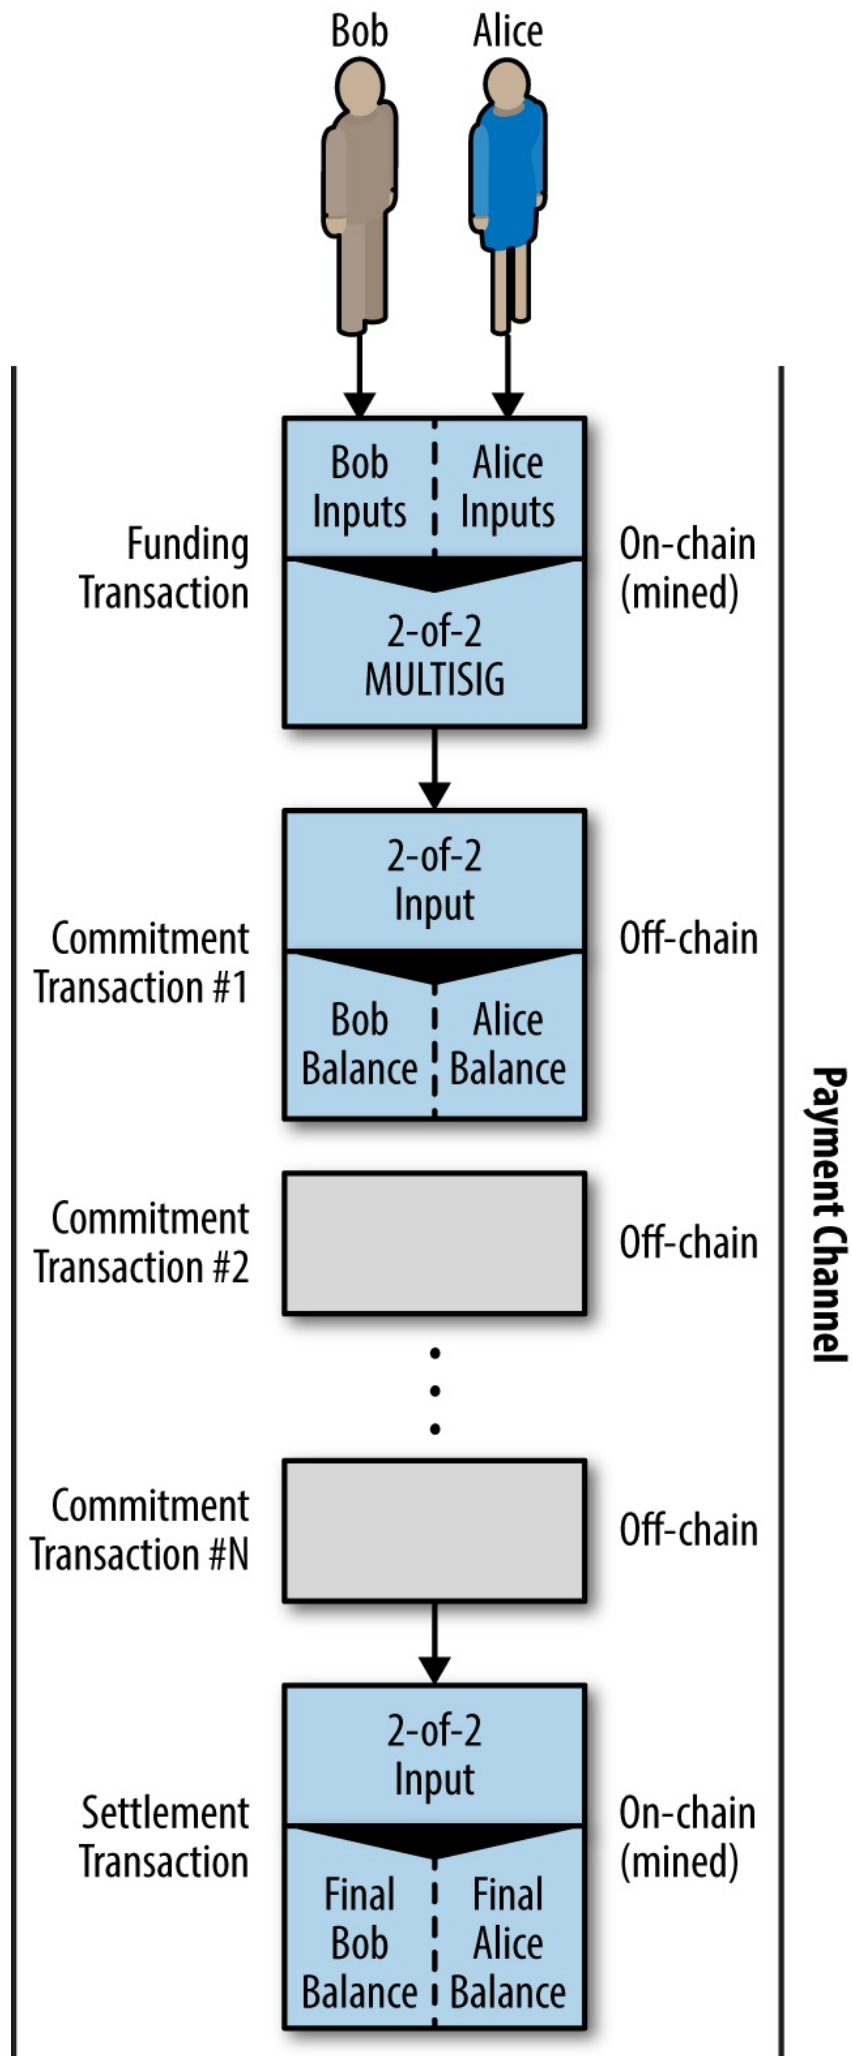 Bob
Alice
Bob
Inputs
Alice
Inputs
Funding
Transaction
On-chain
(mined)
2-of-2
MULTISIG
2-of-2
Input
Commitment
Transaction #1
Off-chain
Bob
Balance
Alice
Balance
Commitment
Transaction #2
Off-chain
Payment Channel
Commitment
Transaction #N
Off-chain
2-of-2
Input
Settlement
Transaction
On-chain
(mined)
Final
Bob
Balance
Final
Alice
Balance